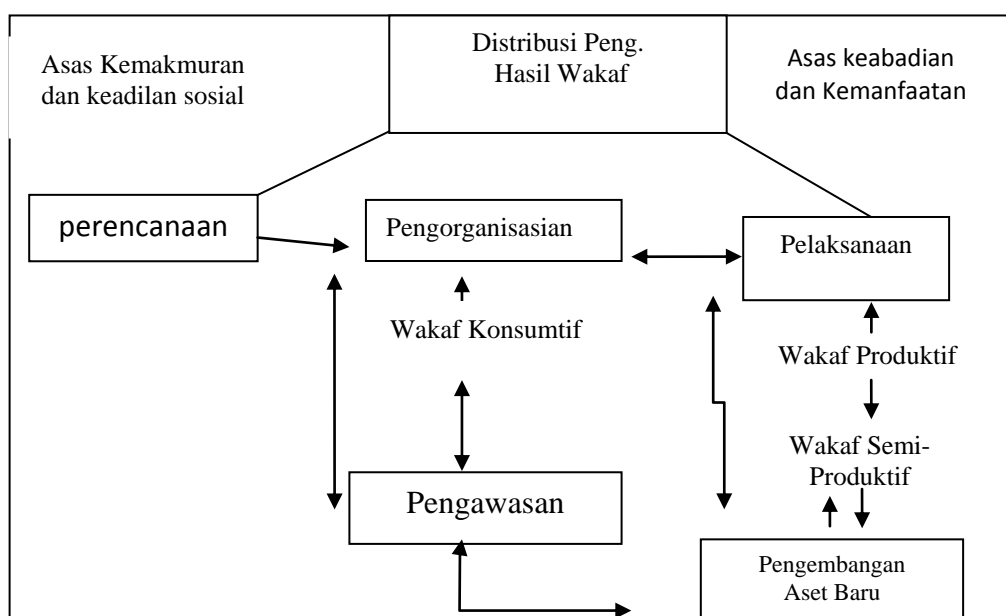 Asas Kemakmuran
dan keadilan sosial
Distribusi Peng.
Hasil Wakaf
Asas keabadian
dan Kemanfaatan
perencanaan
Pengorganisasian
Pelaksanaan
Wakaf Konsumtif
Wakaf Produktif
Wakaf Semi-
Produktif
Pengawasan
Pengembangan
Aset Baru